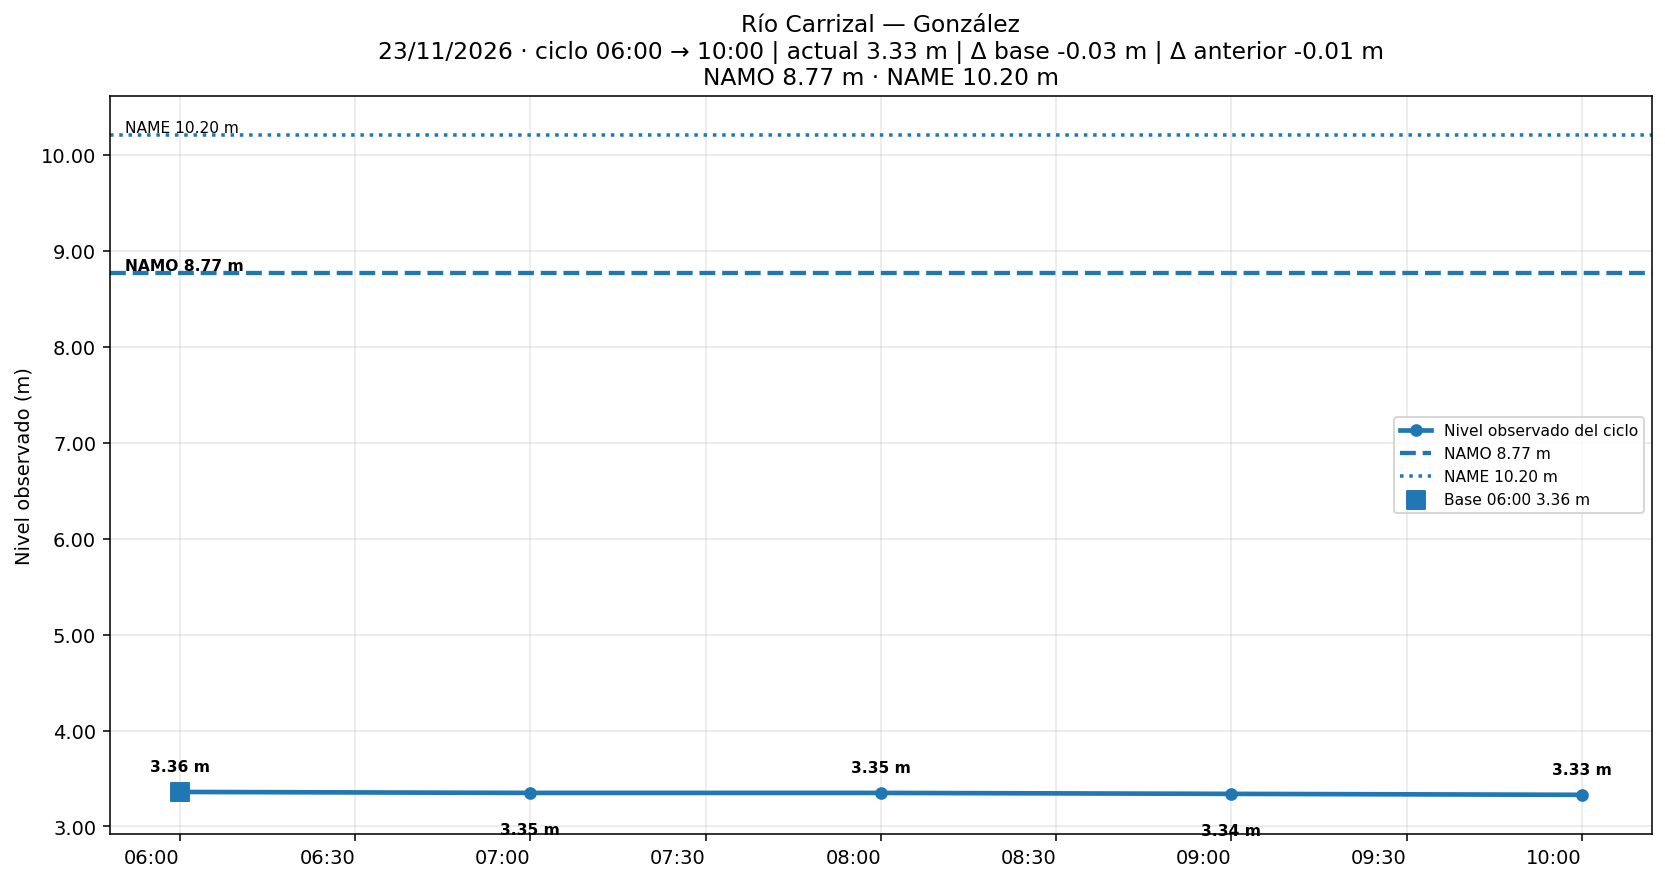 Río Carrizal — González
23/11/2026 · ciclo 06:00 → 10:00 | actual 3.33 m | Δ base -0.03 m | Δ anterior -0.01 m
NAMO 8.77 m · NAME 10.20 m
Nivel observado (m)
10.00
9.00
8.00
7.00
6.00
5.00
4.00
3.00
NAME 10.20 m
NAMO 8.77 m
Nivel observado del ciclo
NAMO 8.77 m
NAME 10.20 m
Base 06:00 3.36 m
3.36 m
3.35 m
3.35 m
3.34 m
3.33 m
06:00
06:30
07:00
07:30
08:00
08:30
09:00
09:30
10:00